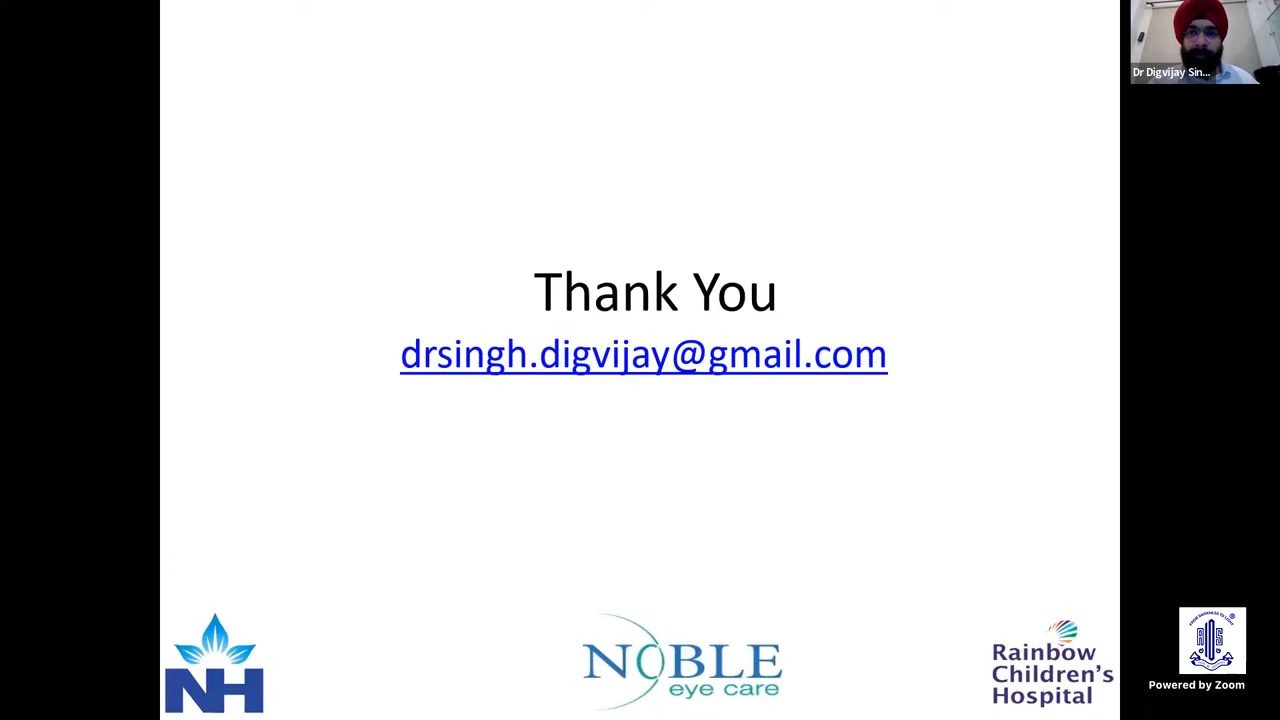 Dr Digvijay Sin...
Thank You
drsingh.digvijay@gmail.com
NH
NOBLE
eye care
Rainbow
Children's
Hospital
Powered by Zoom